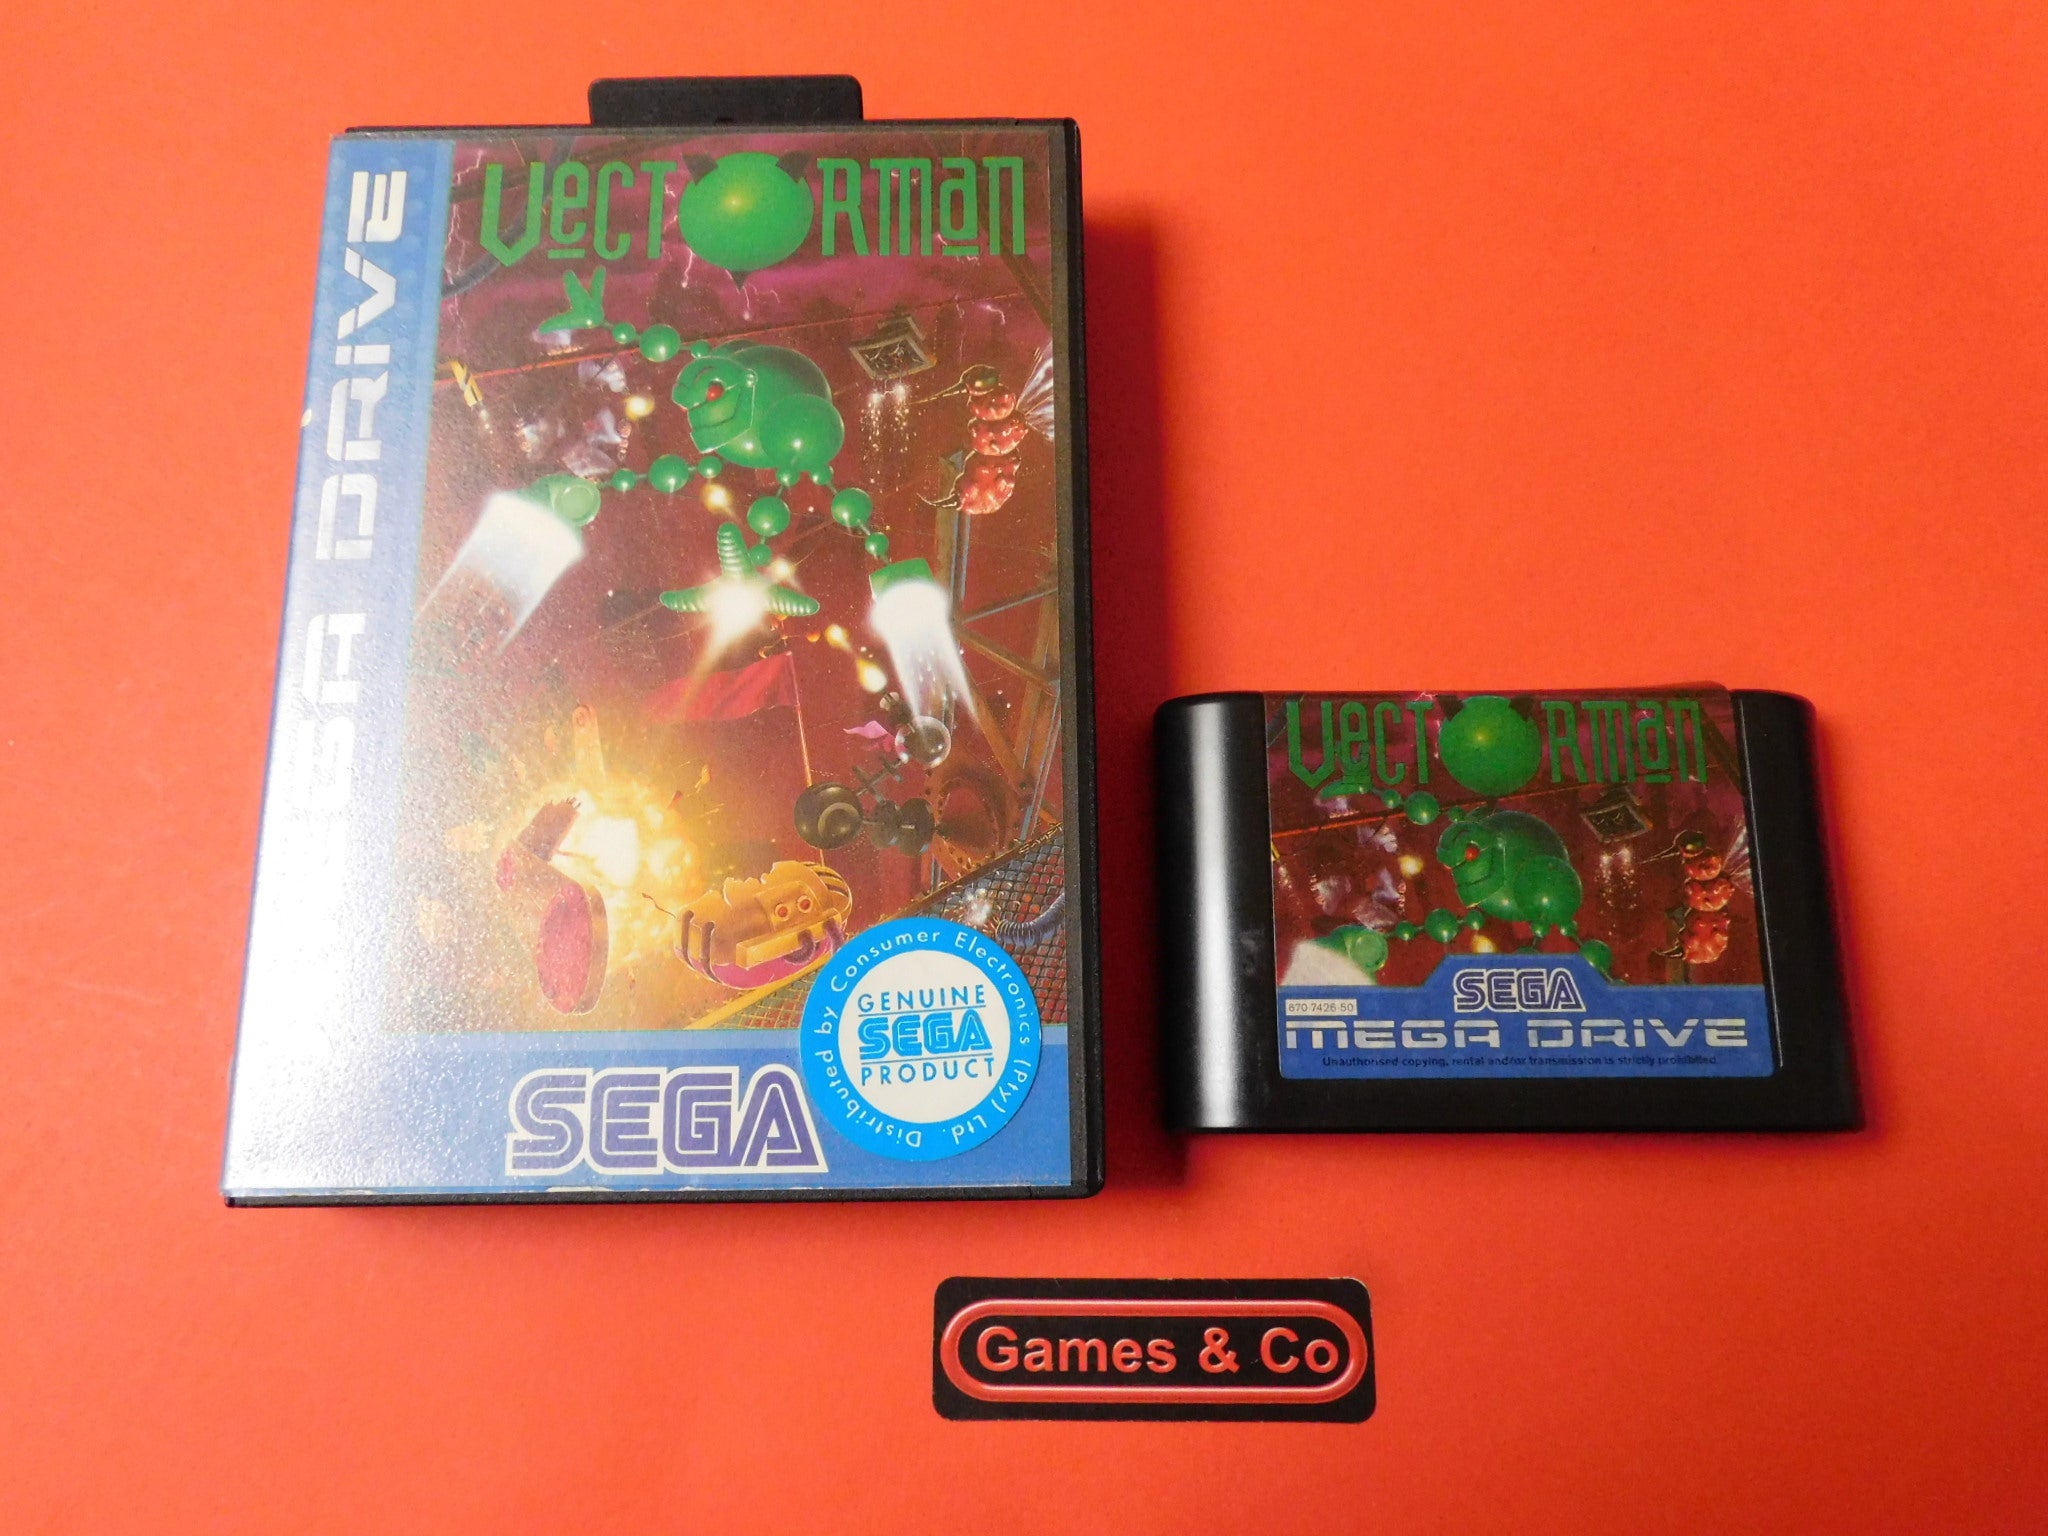 VECTORMAN
MEGA DRIVE
SEGA
GENUINE
SEGA
PRODUCT
Distributed by Consumer Electronics (Pty) Ltd.
VECTORMAN
SEGA
670-7426-50
MEGA DRIVE
Unauthorised copying, rental and/or transmission is strictly prohibited
Games & Co